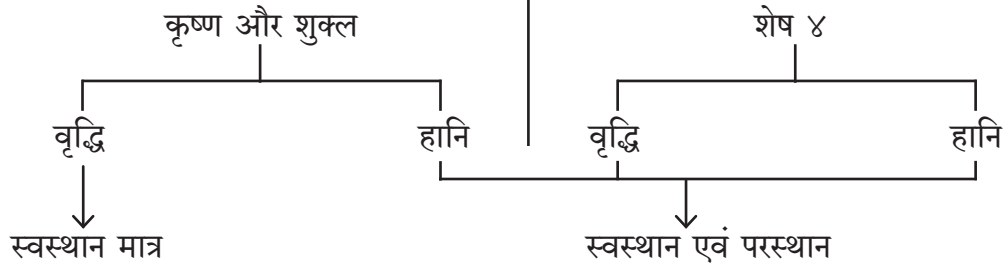 कृष्ण और शुक्ल शेष ४
वृद्धि हानि वृद्धि हानि
स्वस्थान मात्र स्वस्थान एवं परस्थान